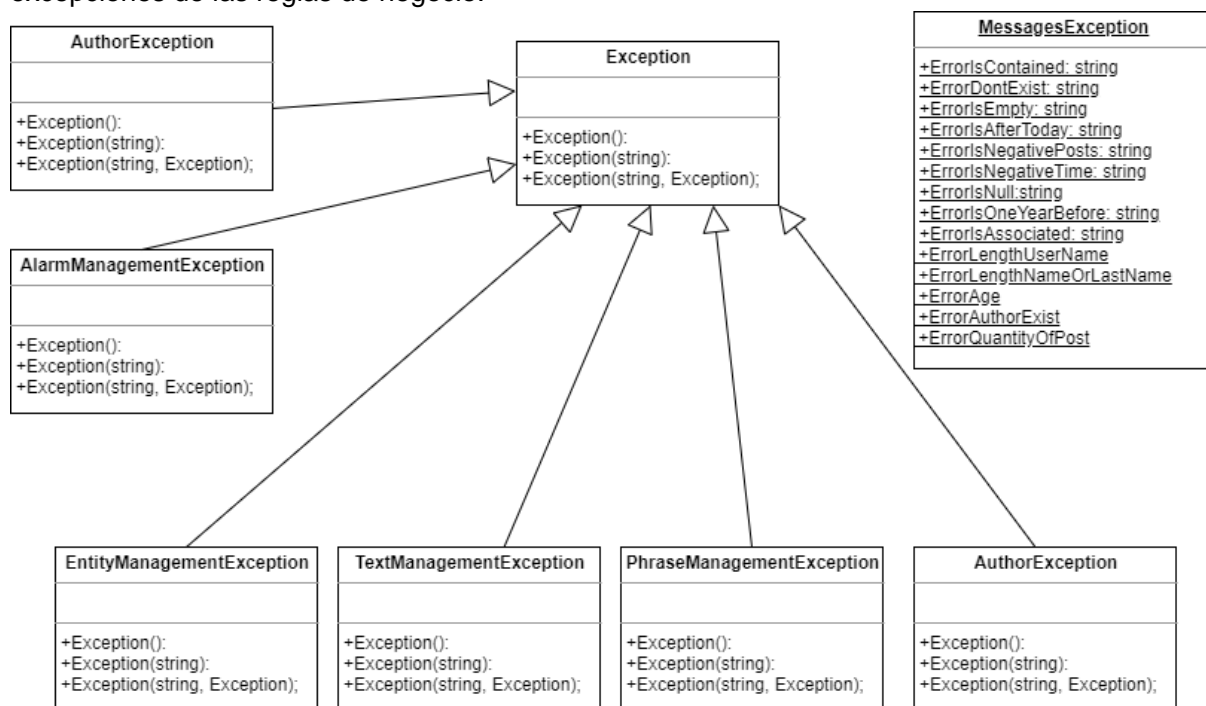 excepciones de las reglas de negocio.
AuthorException
+Exception():
+Exception(string):
+Exception(string, Exception);
Exception
+Exception():
+Exception(string):
+Exception(string, Exception);
MessagesException
+ErrorIsContained: string
+ErrorDontExist: string
+ErrorIsEmpty: string
+ErrorIsAfterToday: string
+ErrorIsNegativePosts: string
+ErrorIsNegativeTime: string
+ErrorIsNull:string
+ErrorIsOneYearBefore: string
+ErrorIsAssociated: string
+ErrorLengthUserName
+ErrorLengthNameOrLastName
+ErrorAge
+ErrorAuthorExist
+ErrorQuantityOfPost
AlarmManagementException
+Exception():
+Exception(string):
+Exception(string, Exception);
EntityManagementException
+Exception():
+Exception(string):
+Exception(string, Exception);
TextManagementException
+Exception():
+Exception(string):
+Exception(string, Exception);
PhraseManagementException
+Exception():
+Exception(string):
+Exception(string, Exception);
AuthorException
+Exception():
+Exception(string):
+Exception(string, Exception);